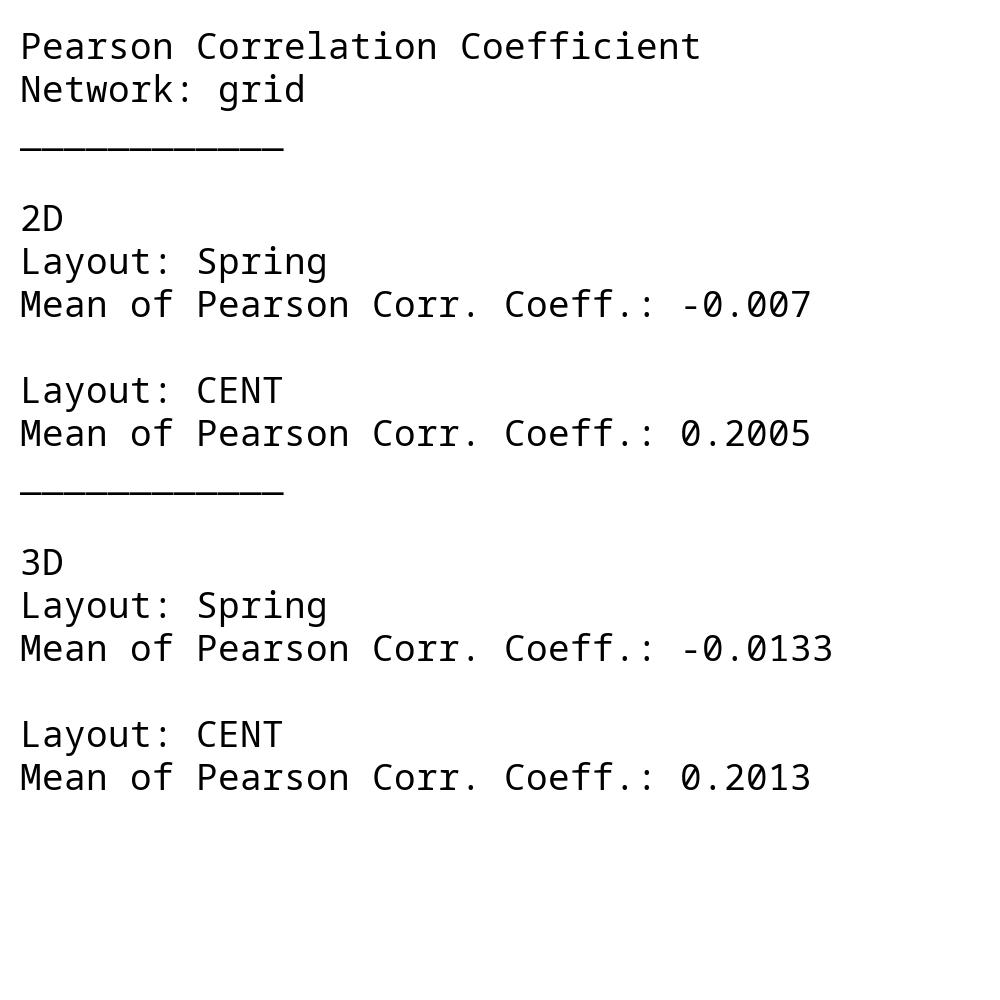 Pearson Correlation Coefficient
Network: grid
____________
2D
Layout: Spring
Mean of Pearson Corr. Coeff.: -0.007
Layout: CENT
Mean of Pearson Corr. Coeff.: 0.2005
____________
3D
Layout: Spring
Mean of Pearson Corr. Coeff.: -0.0133
Layout: CENT
Mean of Pearson Corr. Coeff.: 0.2013